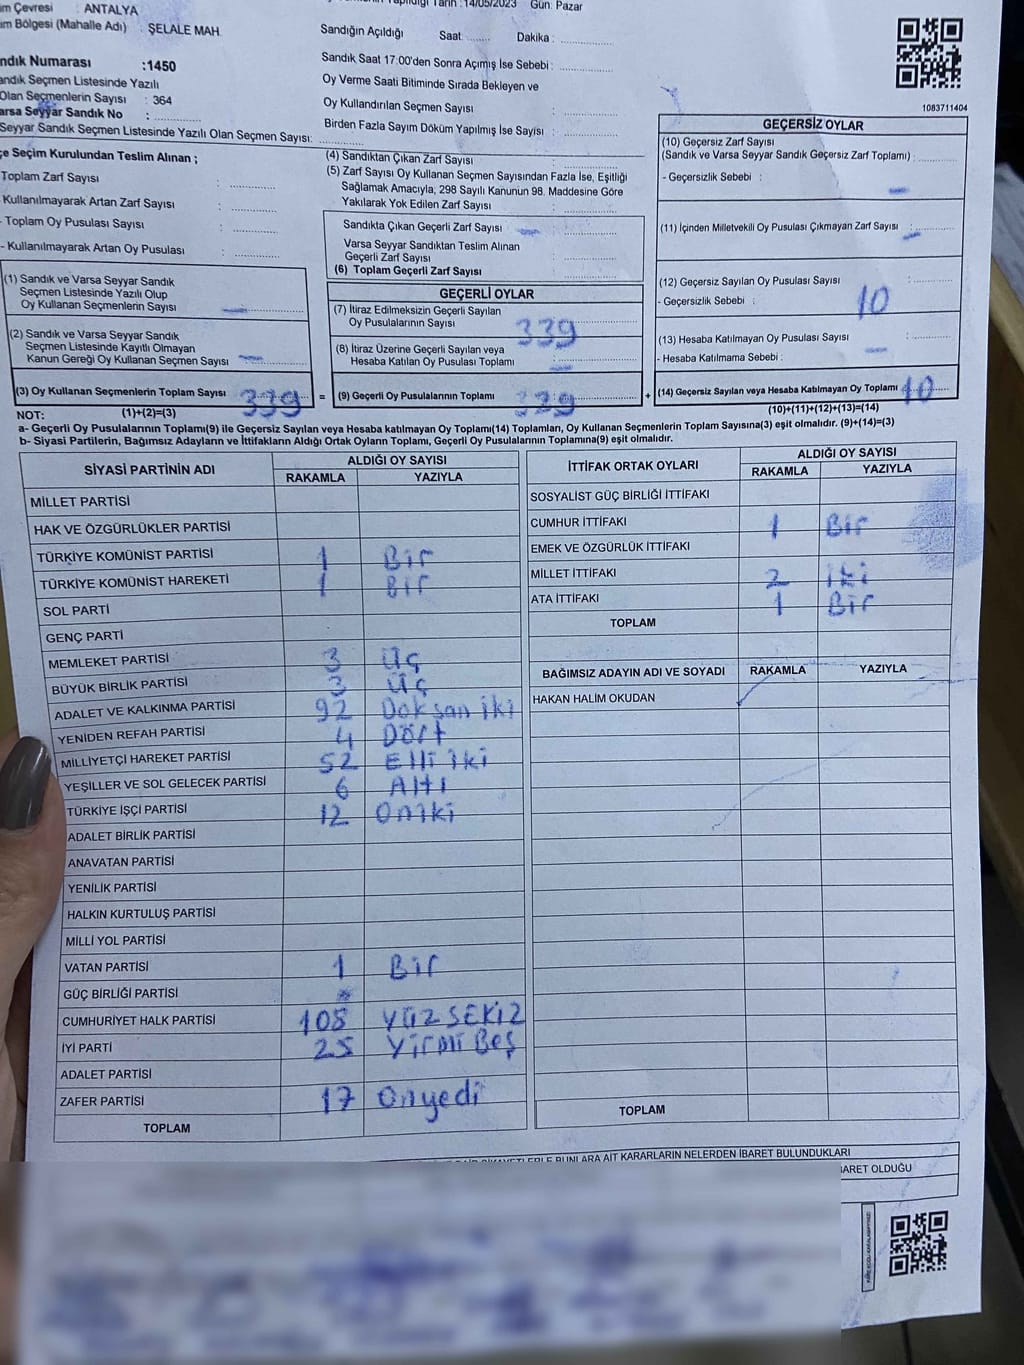 ANTALYA
14/05/2023 Gün: Pazar
Bölgesi (Mahalle Adı) : ŞELALE MAH.
Sandığın Açıldığı Saat Dakika :
Numarası :1450
Sandık Saat 17:00'den Sonra Açımış İse Sebebi :
Seçmen Listesinde Yazılı
Olan Seçmenlerin Sayısı : 364
Oy Verme Saati Bitiminde Sırada Bekleyen ve
Oy Kullandırılan Seçmen Sayısı :
Varsa Seyyar Sandık No :
Birden Fazla Sayım Döküm Yapılmış İse Sayısı :
Seyyar Sandık Seçmen Listesinde Yazılı Olan Seçmen Sayısı:
1083711404
Seçim Kurulundan Teslim Alınan ;
Toplam Zarf Sayısı :
Kullanılmayarak Artan Zarf Sayısı :
Toplam Oy Pusulası Sayısı :
- Kullanılmayarak Artan Oy Pusulası :
(4) Sandıktan Çıkan Zarf Sayısı :
(5) Zarf Sayısı Oy Kullanan Seçmen Sayısından Fazla İse, Eşitliği
Sağlamak Amacıyla, 298 Sayılı Kanunun 98. Maddesine Göre
Yakılarak Yok Edilen Zarf Sayısı :
Sandıkta Çıkan Geçerli Zarf Sayısı
Varsa Seyyar Sandıktan Teslim Alınan
Geçerli Zarf Sayısı :
(6) Toplam Geçerli Zarf Sayısı
GEÇERSİZ OYLAR
(10) Geçersiz Zarf Sayısı
(Sandık ve Varsa Seyyar Sandık Geçersiz Zarf Toplamı) :
- Geçersizlik Sebebi :
(11) İçinden Milletvekili Oy Pusulası Çıkmayan Zarf Sayısı
(12) Geçersiz Sayılan Oy Pusulası Sayısı :
- Geçersizlik Sebebi : 10
(13) Hesaba Katılmayan Oy Pusulası Sayısı :
- Hesaba Katılmama Sebebi :
(14) Geçersiz Sayılan veya Hesaba Katılmayan Oy Toplamı 10
(10)+(11)+(12)+(13)=(14)
(1) Sandık ve Varsa Seyyar Sandık
Seçmen Listesinde Yazılı Olup
Oy Kullanan Seçmenlerin Sayısı
(2) Sandık ve Varsa Seyyar Sandık
Seçmen Listesinde Kayıtlı Olmayan
Kanun Gereği Oy Kullanan Seçmen Sayısı
(3) Oy Kullanan Seçmenlerin Toplam Sayısı 339 =
GEÇERLİ OYLAR
(7) İtiraz Edilmeksizin Geçerli Sayılan
Oy Pusulalarının Sayısı 339
(8) İtiraz Üzerine Geçerli Sayılan veya
Hesaba Katılan Oy Pusulası Toplamı
(9) Geçerli Oy Pusulalarının Toplamı +
NOT: (1)+(2)=(3)
a- Geçerli Oy Pusulalarının Toplamı(9) ile Geçersiz Sayılan veya Hesaba katılmayan Oy Toplamı(14) Toplamları, Oy Kullanan Seçmenlerin Toplam Sayısına(3) eşit olmalıdır. (9)+(14)=(3)
b- Siyasi Partilerin, Bağımsız Adayların ve İttifakların Aldığı Ortak Oyların Toplamı, Geçerli Oy Pusulalarının Toplamına(9) eşit olmalıdır.
SİYASİ PARTİNİN ADI ALDIĞI OY SAYISI
RAKAMLA YAZIYLA
MİLLET PARTİSİ
HAK VE ÖZGÜRLÜKLER PARTİSİ
TÜRKİYE KOMÜNİST PARTİSİ 1 Bir
TÜRKİYE KOMÜNİST HAREKETİ 1 Bir
SOL PARTİ
GENÇ PARTİ
MEMLEKET PARTİSİ 3 Üç
BÜYÜK BİRLİK PARTİSİ 3 Üç
ADALET VE KALKINMA PARTİSİ 92 Doksan iki
YENİDEN REFAH PARTİSİ 4 Dört
MİLLİYETÇİ HAREKET PARTİSİ 52 Elli iki
YEŞİLLER VE SOL GELECEK PARTİSİ 6 Altı
TÜRKİYE İŞÇİ PARTİSİ 12 Oniki
ADALET BİRLİK PARTİSİ
ANAVATAN PARTİSİ
YENİLİK PARTİSİ
HALKIN KURTULUŞ PARTİSİ
MİLLİ YOL PARTİSİ
VATAN PARTİSİ 1 Bir
GÜÇ BİRLİĞİ PARTİSİ
CUMHURİYET HALK PARTİSİ 108 YÜZ SEKİZ
İYİ PARTİ 25 Yirmi Beş
ADALET PARTİSİ
ZAFER PARTİSİ 17 Onyedi
TOPLAM
İTTİFAK ORTAK OYLARI ALDIĞI OY SAYISI
RAKAMLA YAZIYLA
SOSYALİST GÜÇ BİRLİĞİ İTTİFAKI
CUMHUR İTTİFAKI 1 Bir
EMEK VE ÖZGÜRLÜK İTTİFAKI
MİLLET İTTİFAKI 2 iki
ATA İTTİFAKI 1 Bir
TOPLAM
BAĞIMSIZ ADAYIN ADI VE SOYADI RAKAMLA YAZIYLA
HAKAN HALİM OKUDAN
TOPLAM
BUNLARA AİT KARARLARIN NELERDEN İBARET BULUNDUKLARI
OLDUĞU